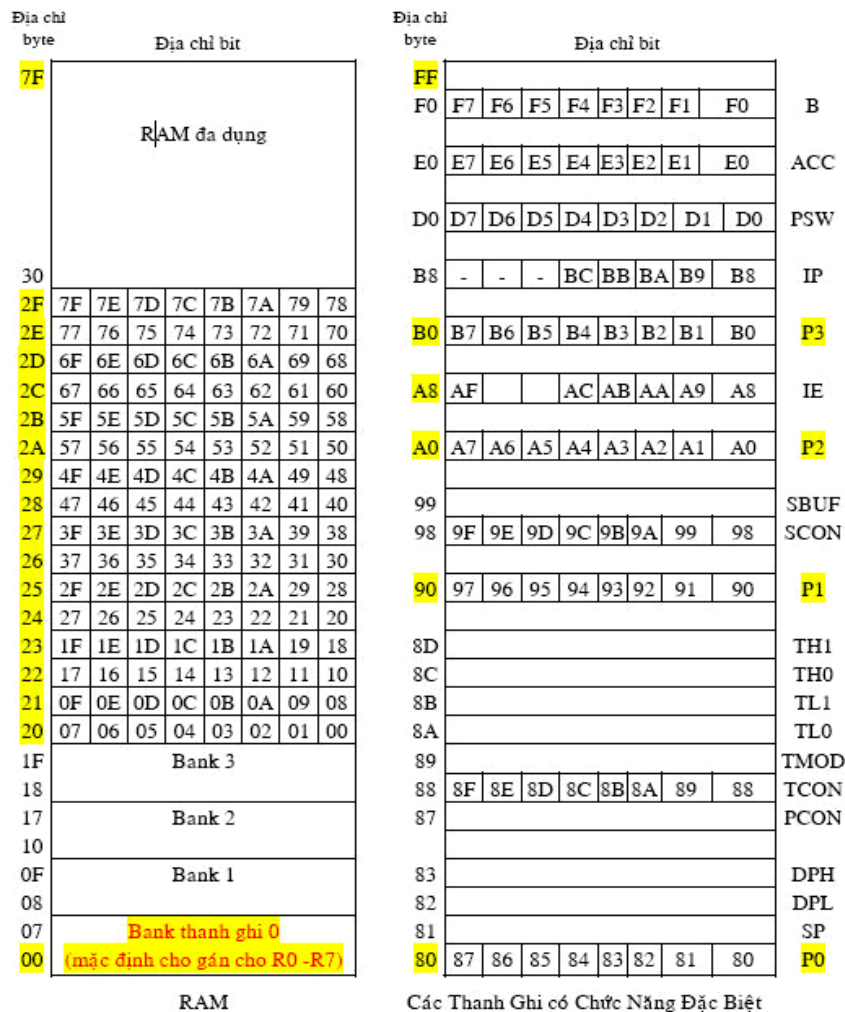 Địa chỉ
byte
Địa chỉ bit
7F
RAM đa dụng
30
2F 7F 7E 7D 7C 7B 7A 79 78
2E 77 76 75 74 73 72 71 70
2D 6F 6E 6D 6C 6B 6A 69 68
2C 67 66 65 64 63 62 61 60
2B 5F 5E 5D 5C 5B 5A 59 58
2A 57 56 55 54 53 52 51 50
29 4F 4E 4D 4C 4B 4A 49 48
28 47 46 45 44 43 42 41 40
27 3F 3E 3D 3C 3B 3A 39 38
26 37 36 35 34 33 32 31 30
25 2F 2E 2D 2C 2B 2A 29 28
24 27 26 25 24 23 22 21 20
23 1F 1E 1D 1C 1B 1A 19 18
22 17 16 15 14 13 12 11 10
21 0F 0E 0D 0C 0B 0A 09 08
20 07 06 05 04 03 02 01 00
1F Bank 3
18
17 Bank 2
10
0F Bank 1
08
07 Bank thanh ghi 0
00 (mặc định cho gán cho R0 -R7)
RAM
Địa chỉ
byte
Địa chỉ bit
FF
F0 F7 F6 F5 F4 F3 F2 F1 F0 B
E0 E7 E6 E5 E4 E3 E2 E1 E0 ACC
D0 D7 D6 D5 D4 D3 D2 D1 D0 PSW
B8 - - - BC BB BA B9 B8 IP
B0 B7 B6 B5 B4 B3 B2 B1 B0 P3
A8 AF AC AB AA A9 A8 IE
A0 A7 A6 A5 A4 A3 A2 A1 A0 P2
99 SBUF
98 9F 9E 9D 9C 9B 9A 99 98 SCON
90 97 96 95 94 93 92 91 90 P1
8D TH1
8C TH0
8B TL1
8A TL0
89 TMOD
88 8F 8E 8D 8C 8B 8A 89 88 TCON
87 PCON
83 DPH
82 DPL
81 SP
80 87 86 85 84 83 82 81 80 P0
Các Thanh Ghi có Chức Năng Đặc Biệt